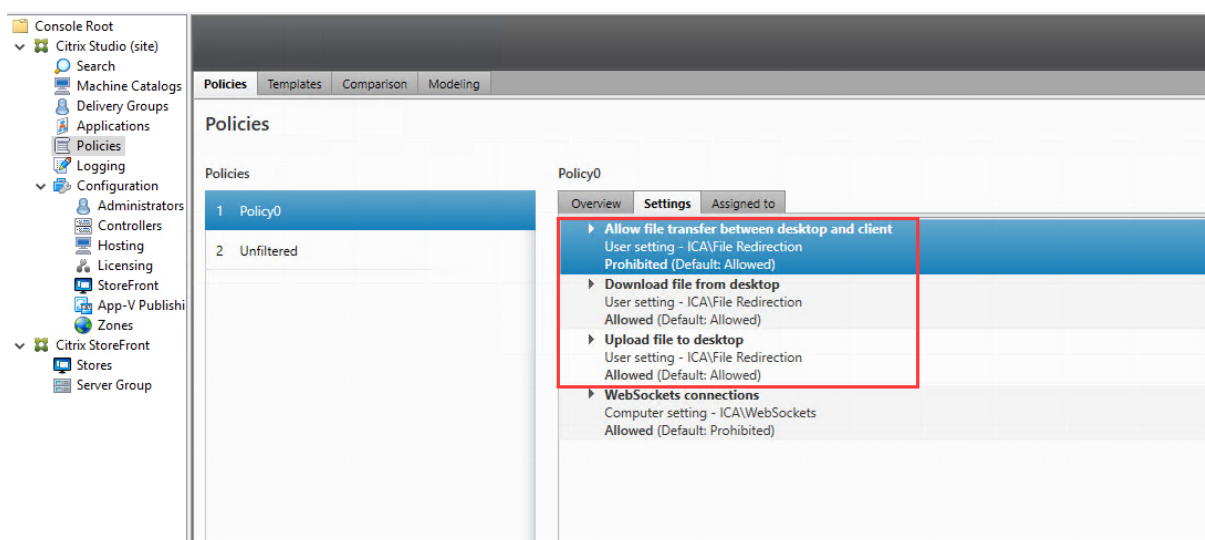 Console Root
Citrix Studio (site)
Search
Machine Catalogs
Delivery Groups
Applications
Policies
Logging
Configuration
Administrators
Controllers
Hosting
Licensing
StoreFront
App-V Publishi
Zones
Citrix StoreFront
Stores
Server Group
Policies Templates Comparison Modeling
Policies
Policies
1 Policy0
2 Unfiltered
Policy0
Overview Settings Assigned to
Allow file transfer between desktop and client
User setting - ICA\File Redirection
Prohibited (Default: Allowed)
Download file from desktop
User setting - ICA\File Redirection
Allowed (Default: Allowed)
Upload file to desktop
User setting - ICA\File Redirection
Allowed (Default: Allowed)
WebSockets connections
Computer setting - ICA\WebSockets
Allowed (Default: Prohibited)